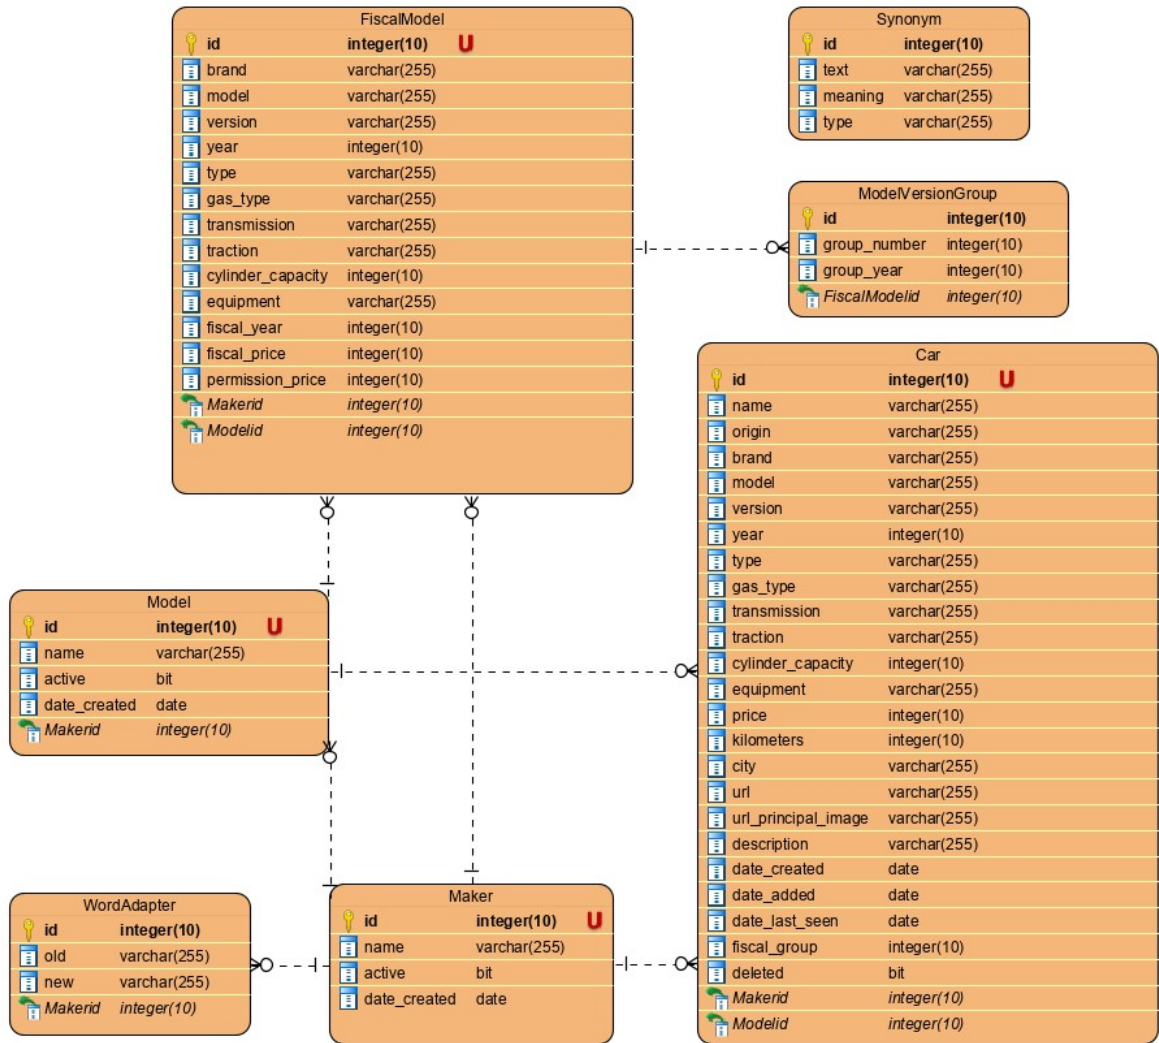 FiscalModel
id integer(10) U
brand varchar(255)
model varchar(255)
version varchar(255)
year integer(10)
type varchar(255)
gas_type varchar(255)
transmission varchar(255)
traction varchar(255)
cylinder_capacity integer(10)
equipment varchar(255)
fiscal_year integer(10)
fiscal_price integer(10)
permission_price integer(10)
Makerid integer(10)
Modelid integer(10)
Synonym
id integer(10)
text varchar(255)
meaning varchar(255)
type varchar(255)
ModelVersionGroup
id integer(10)
group_number integer(10)
group_year integer(10)
FiscalModelid integer(10)
Car
id integer(10) U
name varchar(255)
origin varchar(255)
brand varchar(255)
model varchar(255)
version varchar(255)
year integer(10)
type varchar(255)
gas_type varchar(255)
transmission varchar(255)
traction varchar(255)
cylinder_capacity integer(10)
equipment varchar(255)
price integer(10)
kilometers integer(10)
city varchar(255)
url varchar(255)
url_principal_image varchar(255)
description varchar(255)
date_created date
date_added date
date_last_seen date
fiscal_group integer(10)
deleted bit
Makerid integer(10)
Modelid integer(10)
Model
id integer(10) U
name varchar(255)
active bit
date_created date
Makerid integer(10)
WordAdapter
id integer(10)
old varchar(255)
new varchar(255)
Makerid integer(10)
Maker
id integer(10) U
name varchar(255)
active bit
date_created date